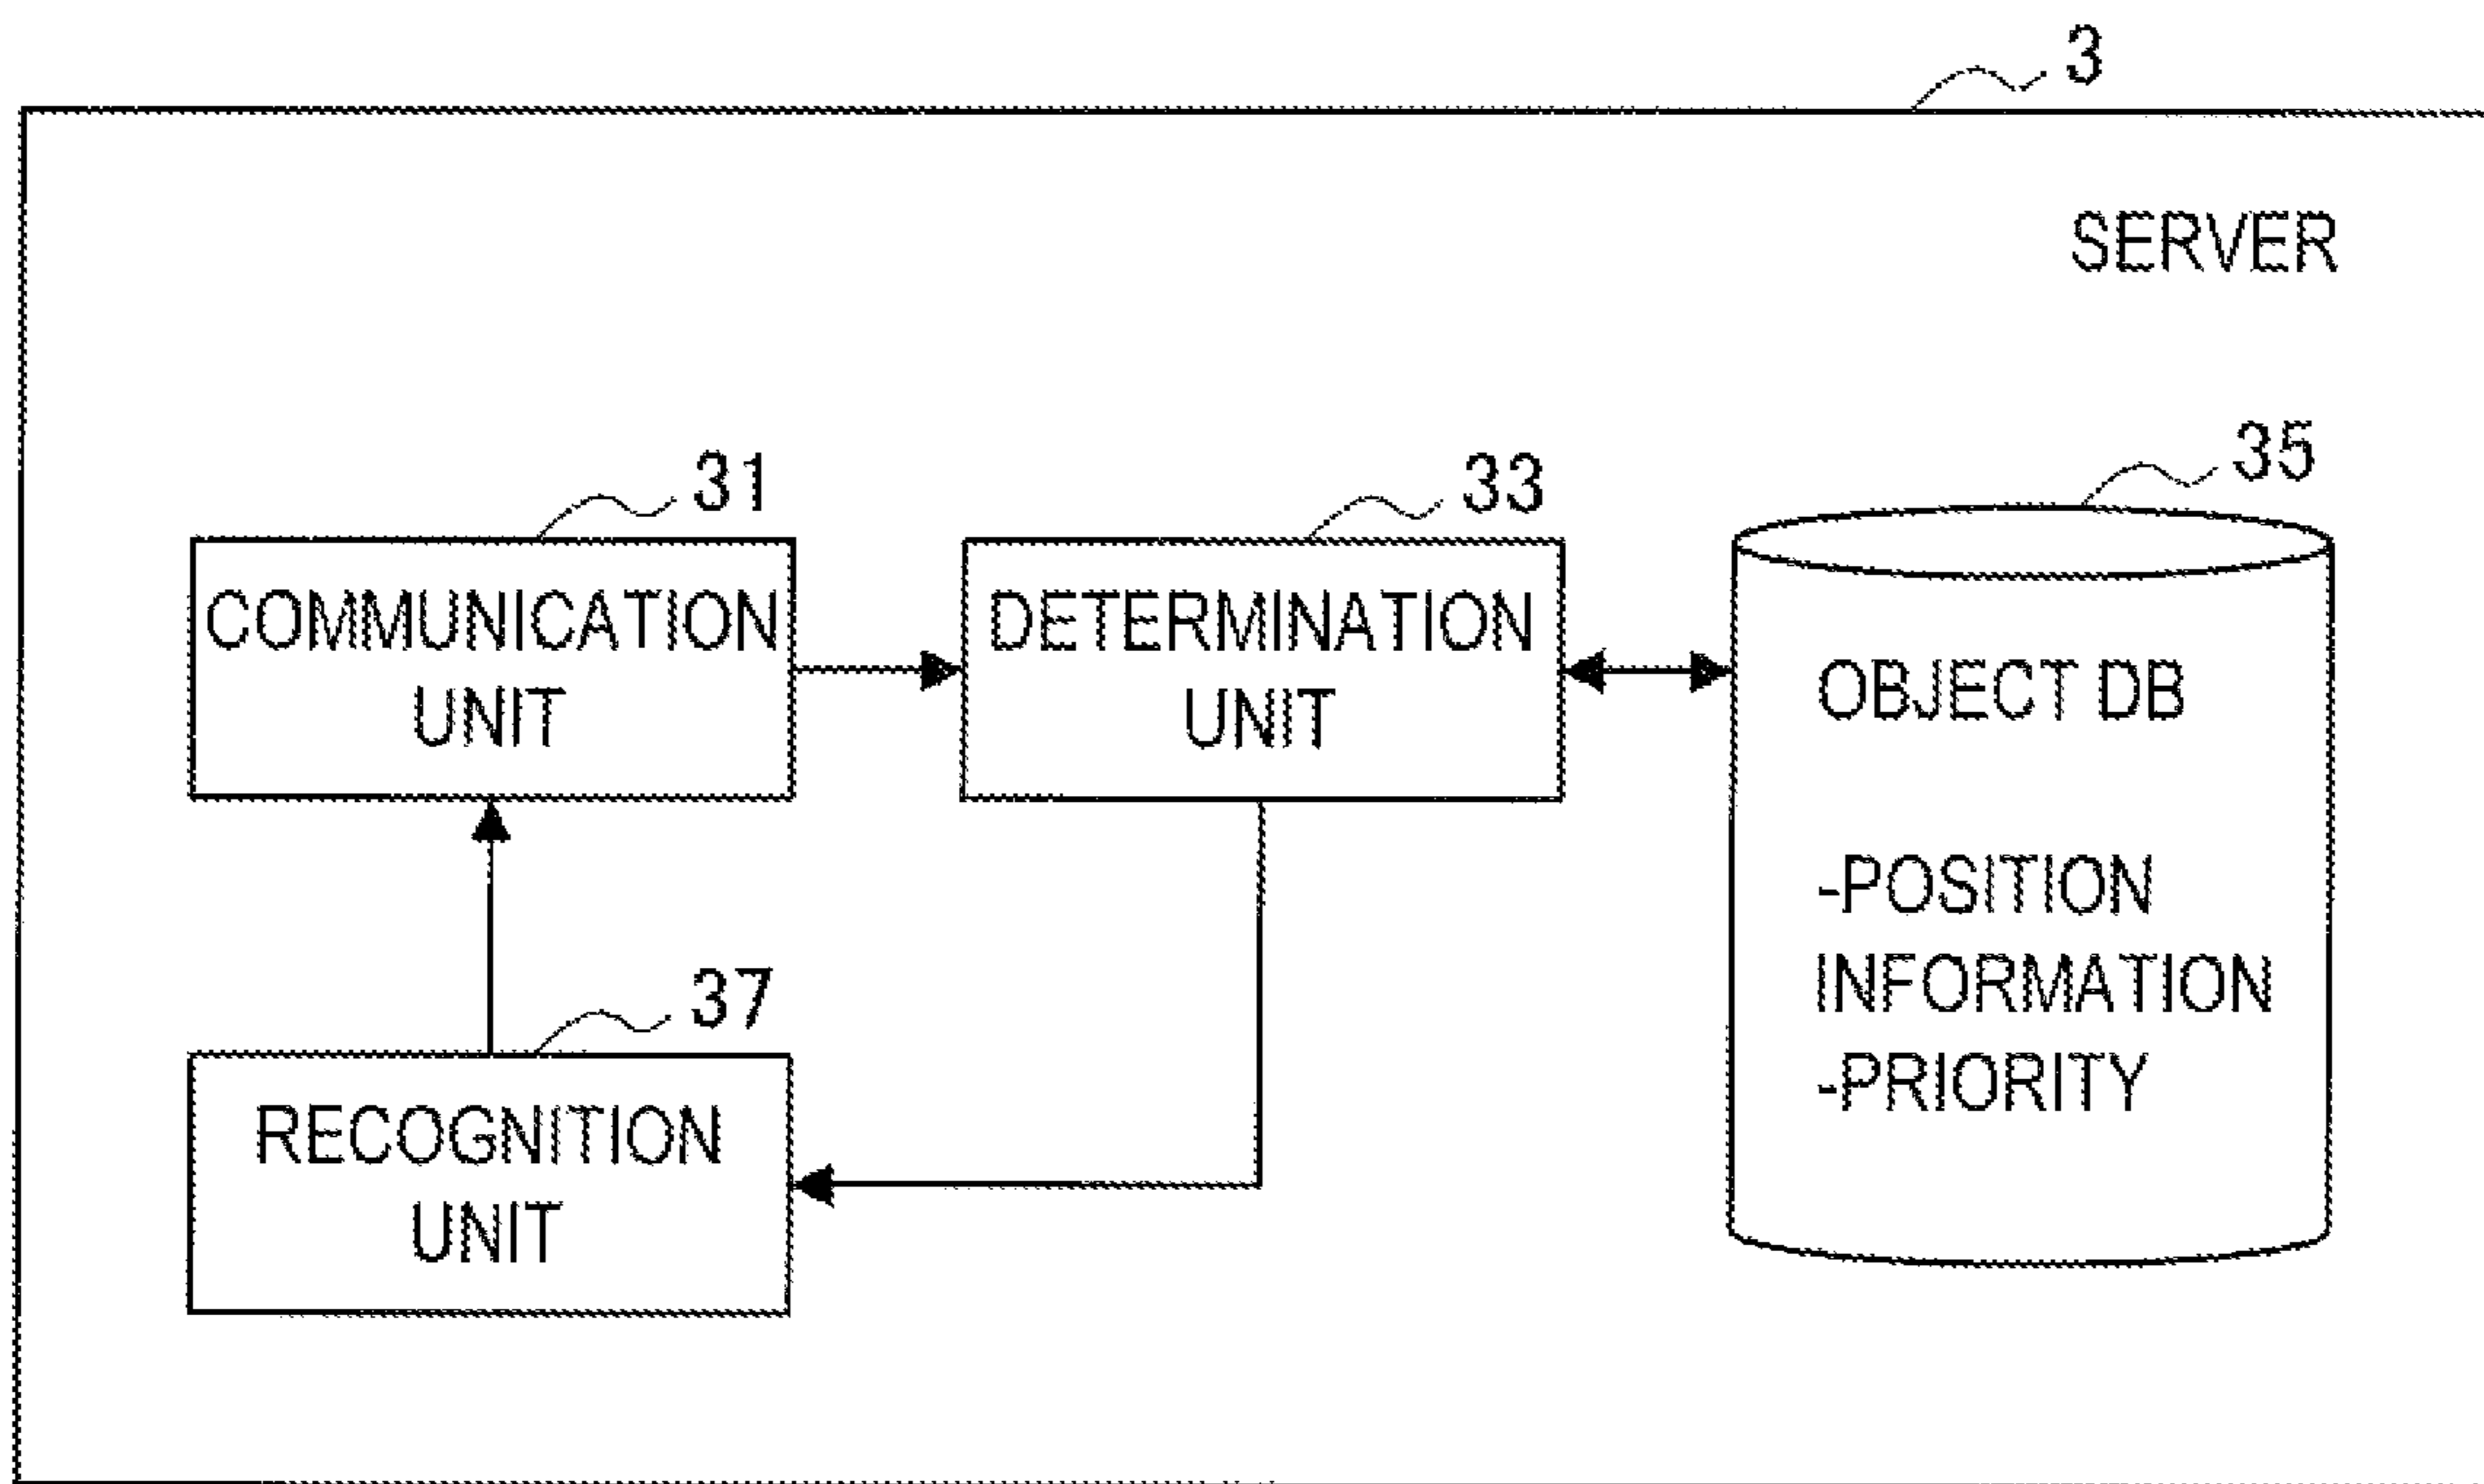 3
SERVER
31
33
35
COMMUNICATION
UNIT
DETERMINATION
UNIT
OBJECT DB
-POSITION
INFORMATION
-PRIORITY
37
RECOGNITION
UNIT